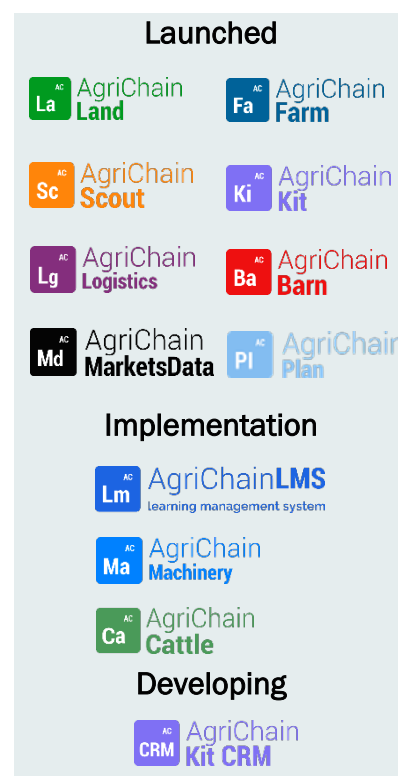 Launched
AC
La
AgriChain
Land
AC
Fa
AgriChain
Farm
AC
Sc
AgriChain
Scout
AC
Ki
AgriChain
Kit
AC
Lg
AgriChain
Logistics
AC
Ba
AgriChain
Barn
AC
Md
AgriChain
MarketsData
AC
Pl
AgriChain
Plan
Implementation
AC
Lm
AgriChainLMS
learning management system
AC
Ma
AgriChain
Machinery
AC
Ca
AgriChain
Cattle
Developing
AC
CRM
AgriChain
Kit CRM